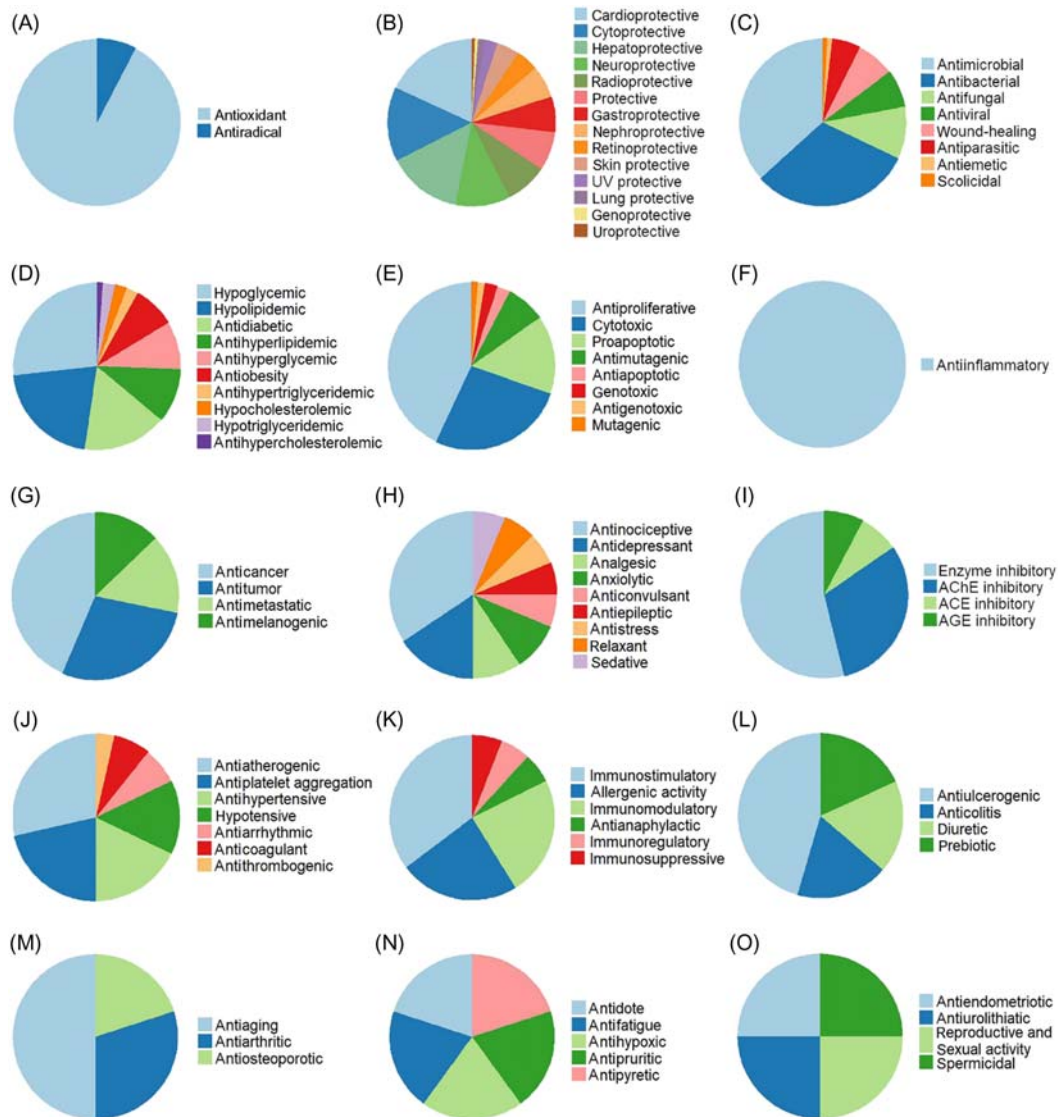 (A)
Antioxidant
Antiradical
(B)
Cardioprotective
Cytoprotective
Hepatoprotective
Neuroprotective
Radioprotective
Protective
Gastroprotective
Nephroprotective
Retinoprotective
Skin protective
UV protective
Lung protective
Genoprotective
Uroprotective
(C)
Antimicrobial
Antibacterial
Antifungal
Antiviral
Wound-healing
Antiparasitic
Antiemetic
Scolicidal
(D)
Hypoglycemic
Hypolipidemic
Antidiabetic
Antihyperlipidemic
Antihyperglycemic
Antiobesity
Antihypertriglyceridemic
Hypocholesterolemic
Hypotriglyceridemic
Antihypercholesterolemic
(E)
Antiproliferative
Cytotoxic
Proapoptotic
Antimutagenic
Antiapoptotic
Genotoxic
Antigenotoxic
Mutagenic
(F)
Antiinflammatory
(G)
Anticancer
Antitumor
Antimetastatic
Antimelanogenic
(H)
Antinociceptive
Antidepressant
Analgesic
Anxiolytic
Anticonvulsant
Antiepileptic
Antistress
Relaxant
Sedative
(I)
Enzyme inhibitory
AChE inhibitory
ACE inhibitory
AGE inhibitory
(J)
Antiatherogenic
Antiplatelet aggregation
Antihypertensive
Hypotensive
Antiarrhythmic
Anticoagulant
Antithrombogenic
(K)
Immunostimulatory
Allergenic activity
Immunomodulatory
Antianaphylactic
Immunoregulatory
Immunosuppressive
(L)
Antiulcerogenic
Anticolitis
Diuretic
Prebiotic
(M)
Antiaging
Antiarthritic
Antiosteoporotic
(N)
Antidote
Antifatigue
Antihypoxic
Antipruritic
Antipyretic
(O)
Antiendometriotic
Antiurolithiatic
Reproductive and
Sexual activity
Spermicidal